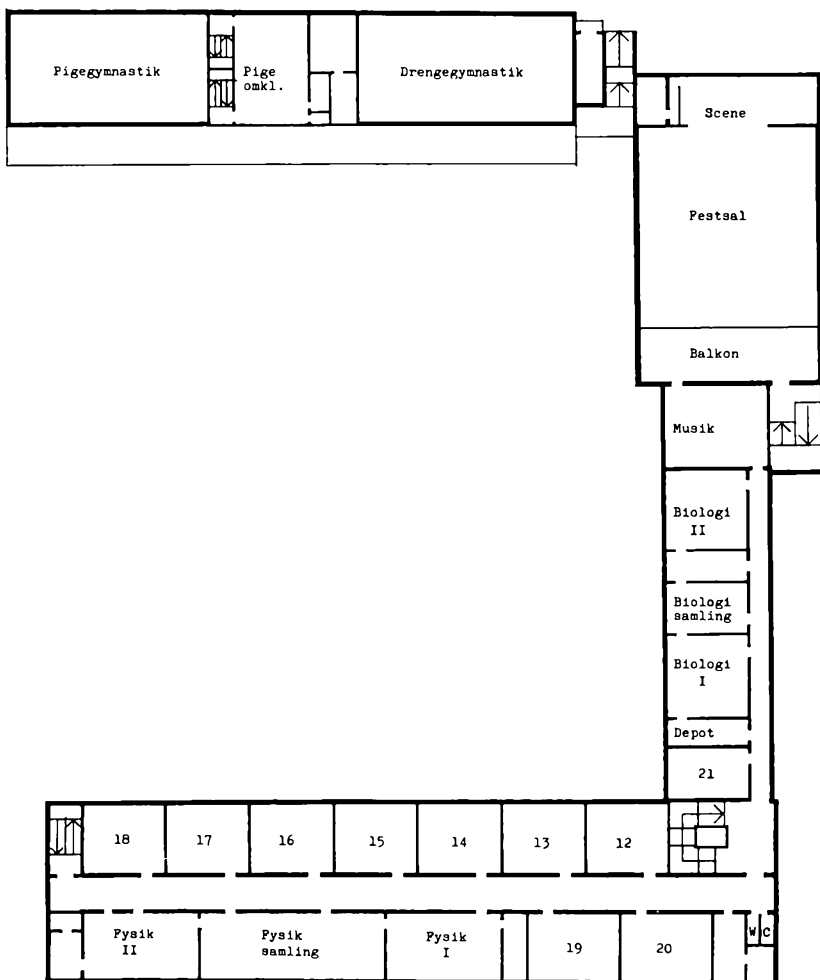 Pigegymnastik
Pige
omkl.
Drengegymnastik
Scene
Festsal
Balkon
Musik
Biologi
II
Biologi
samling
Biologi
I
Depot
21
18
17
16
15
14
13
12
Fysik
II
Fysik
samling
Fysik
I
19
20
W C